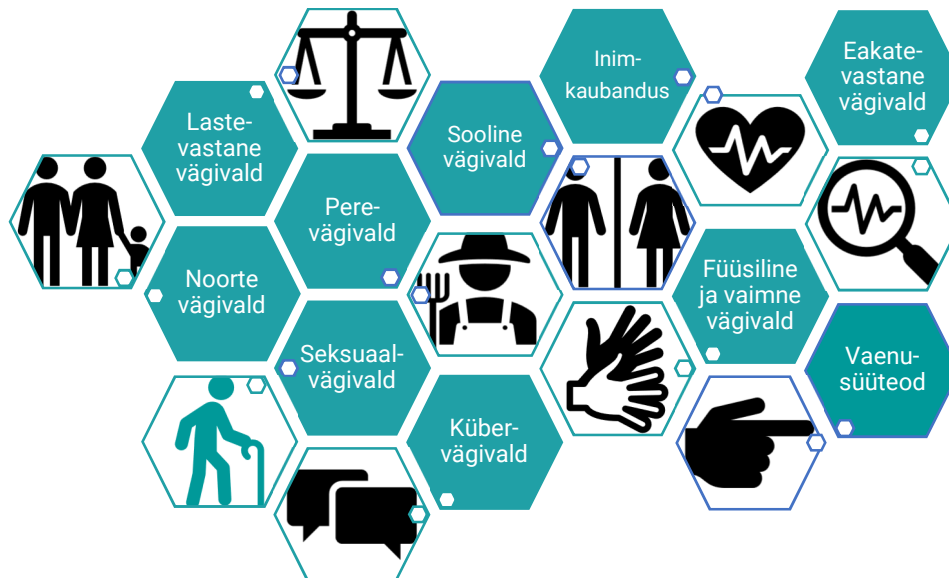 Inim-
kaubandus
Eakate-
vastane
vägivald
Laste-
vastane
vägivald
Sooline
vägivald
Pere-
vägivald
Noorte
vägivald
Füüsiline
ja vaimne
vägivald
Seksuaal-
vägivald
Vaenu-
süüteod
Küber-
vägivald